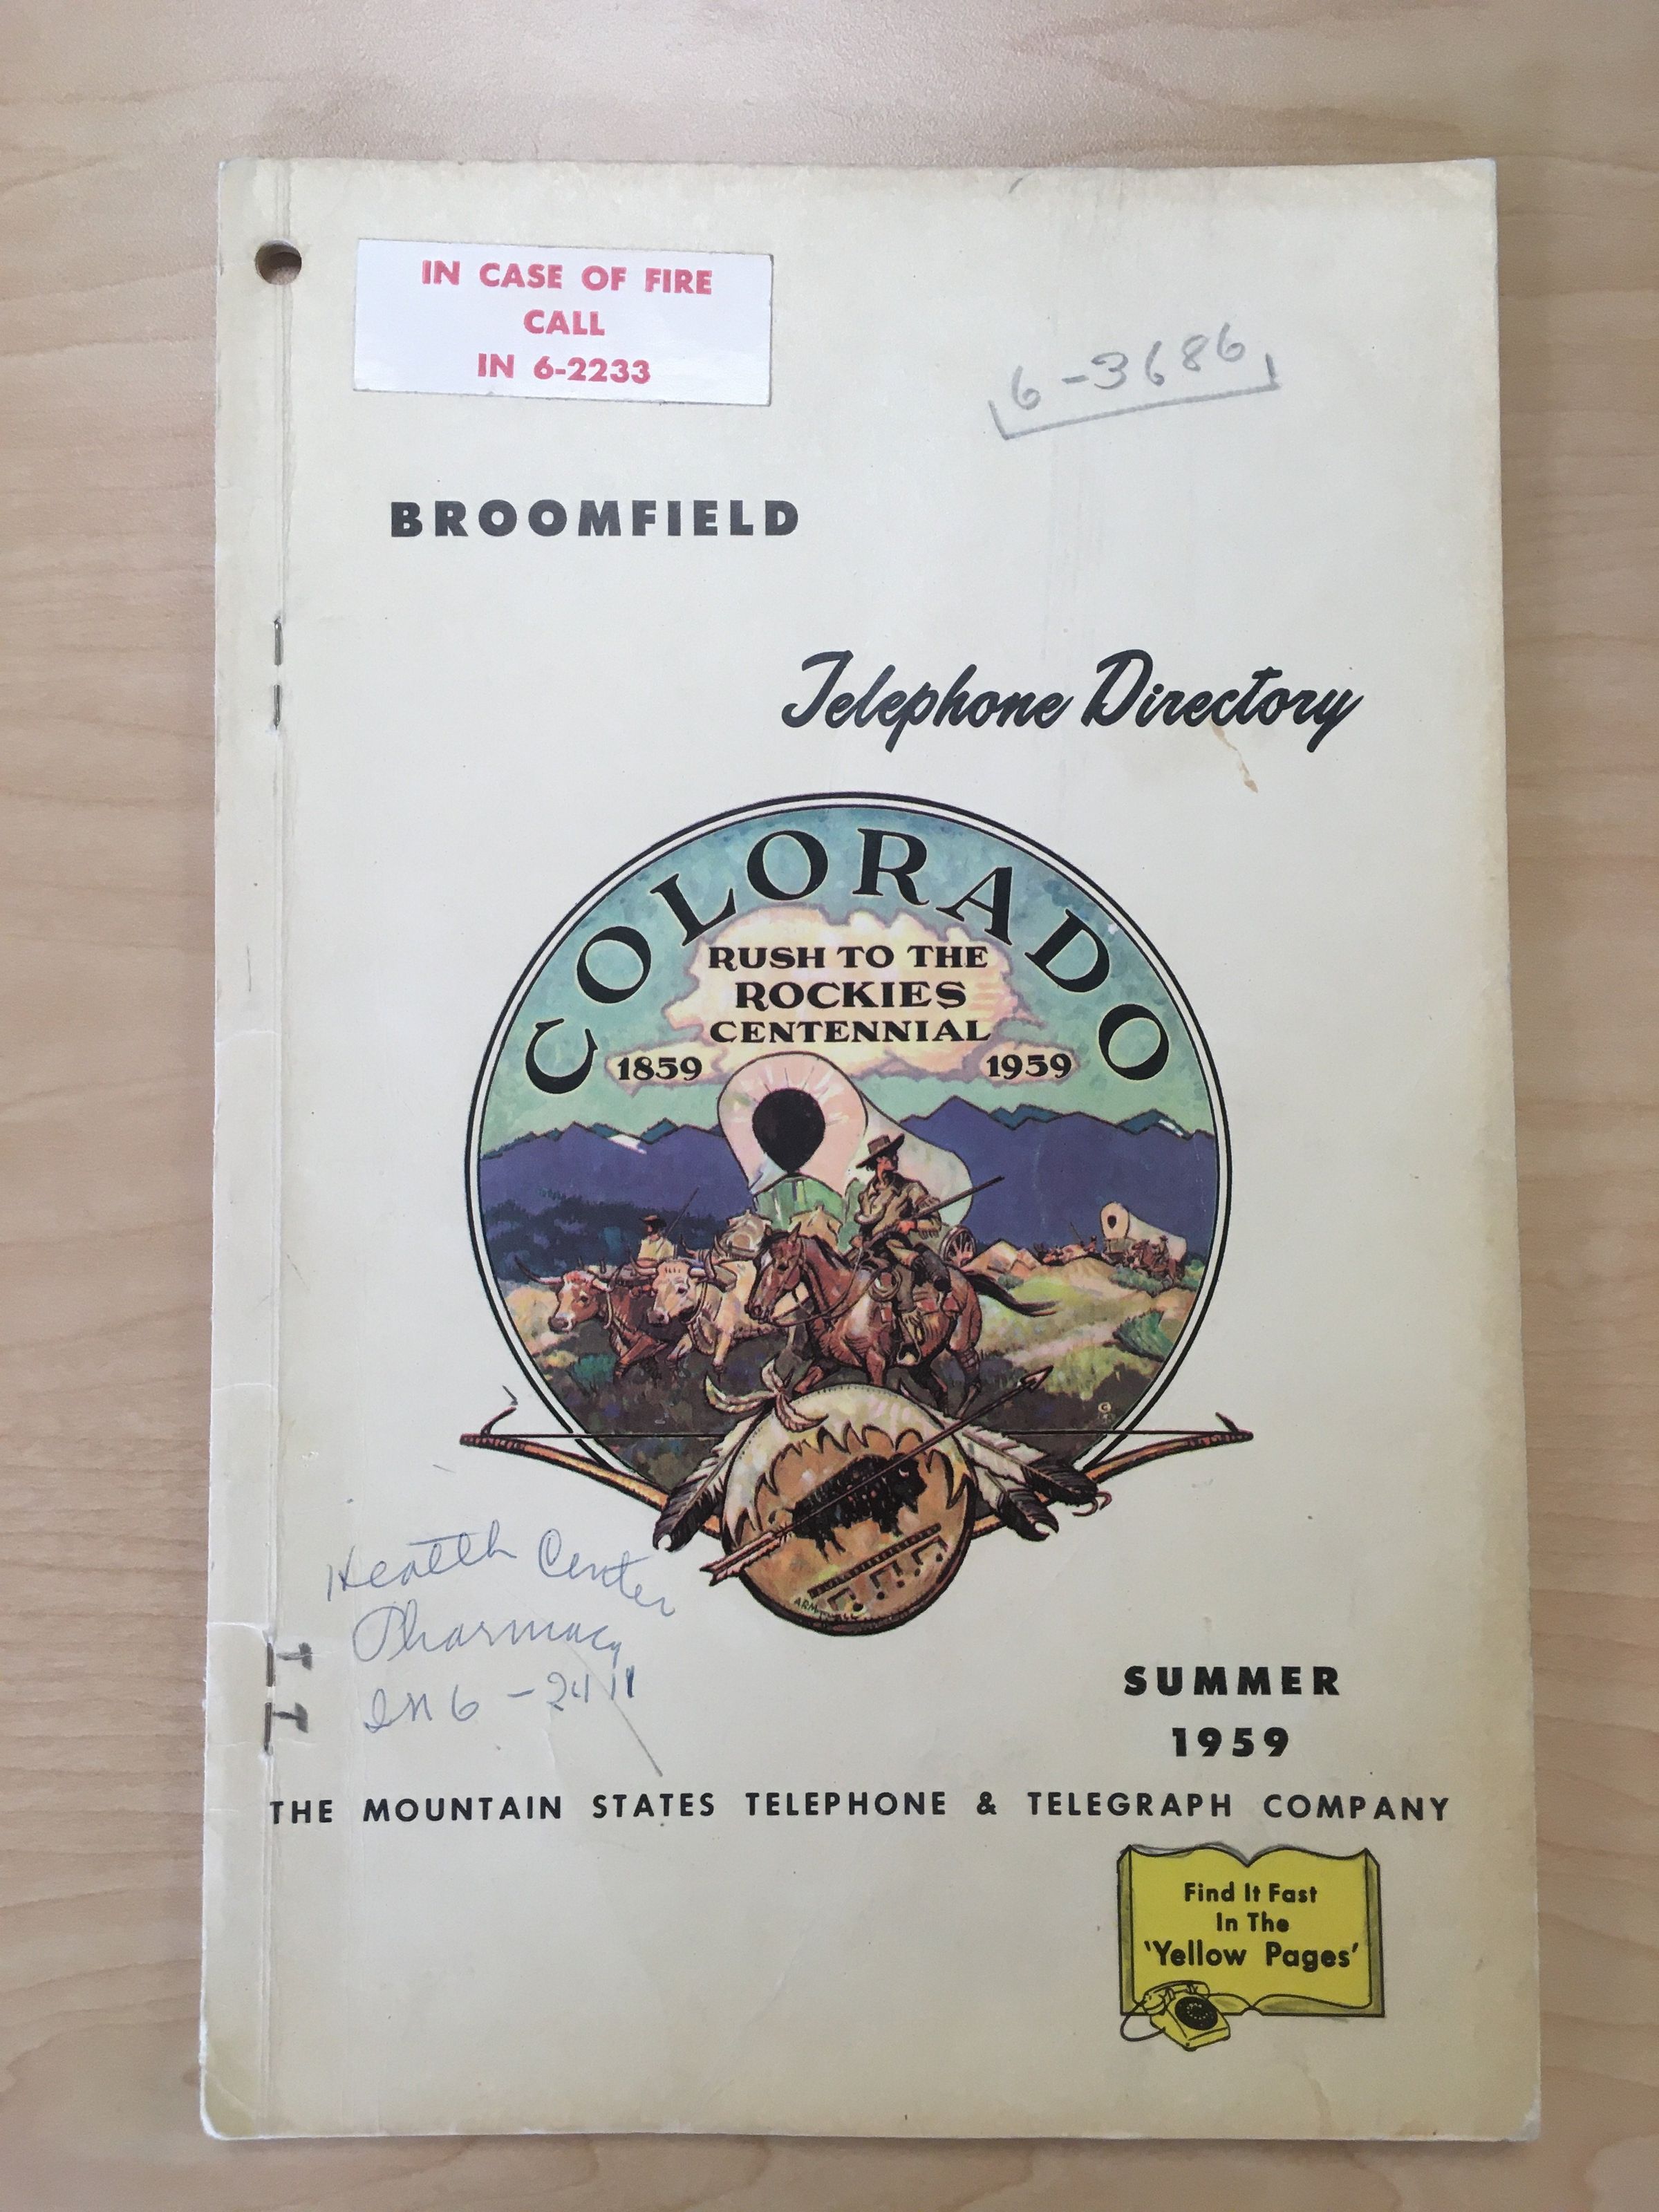 IN CASE OF FIRE
CALL
IN 6-2233
6-3686
BROOMFIELD
Telephone Directory
COLORADO
RUSH TO THE
ROCKIES
CENTENNIAL
1859 1959
Health Center
Pharmacy
IN 6-2411
SUMMER
1959
THE MOUNTAIN STATES TELEPHONE & TELEGRAPH COMPANY
Find It Fast
In The
'Yellow Pages'